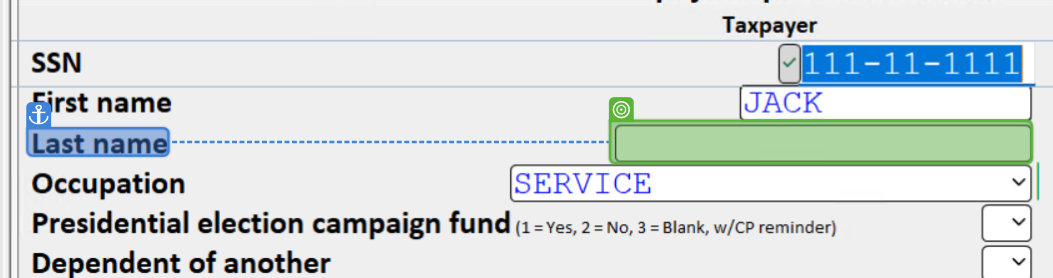 Taxpayer
SSN 111-11-1111
First name JACK
Last name
Occupation SERVICE
Presidential election campaign fund (1 = Yes, 2 = No, 3 = Blank, w/CP reminder)
Dependent of another